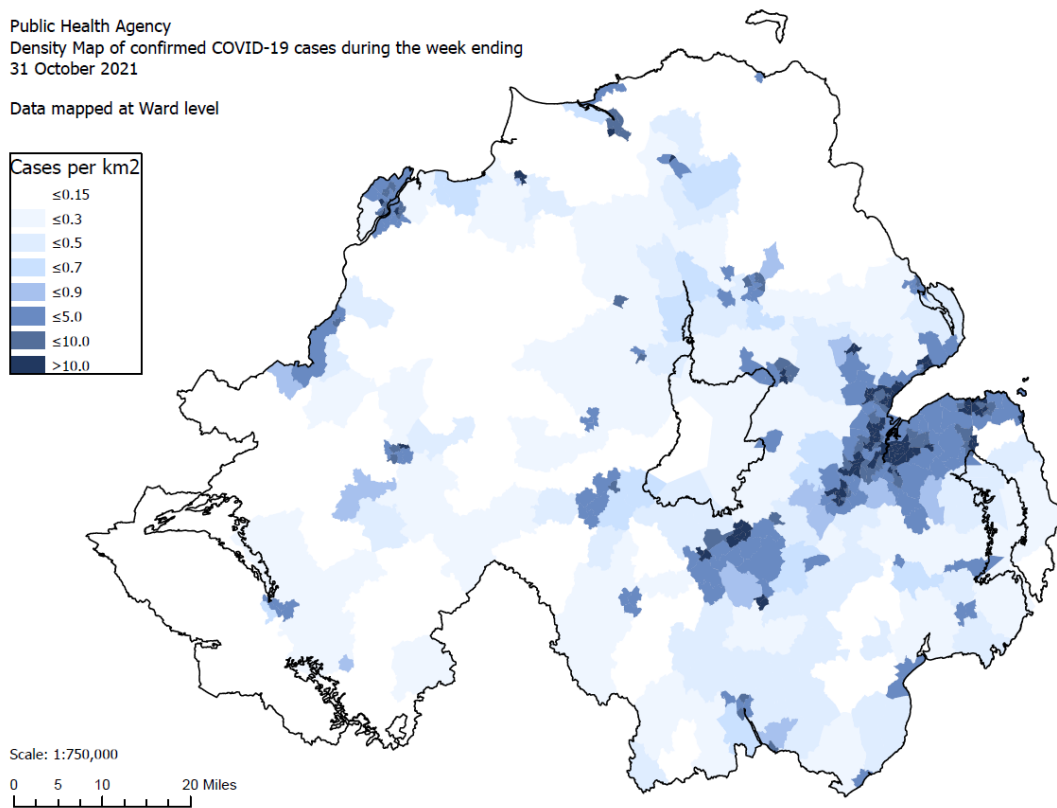 Public Health Agency
Density Map of confirmed COVID-19 cases during the week ending
31 October 2021
Data mapped at Ward level
Cases per km2
≤0.15
≤0.3
≤0.5
≤0.7
≤0.9
≤5.0
≤10.0
>10.0
Scale: 1:750,000
0 5 10 20 Miles